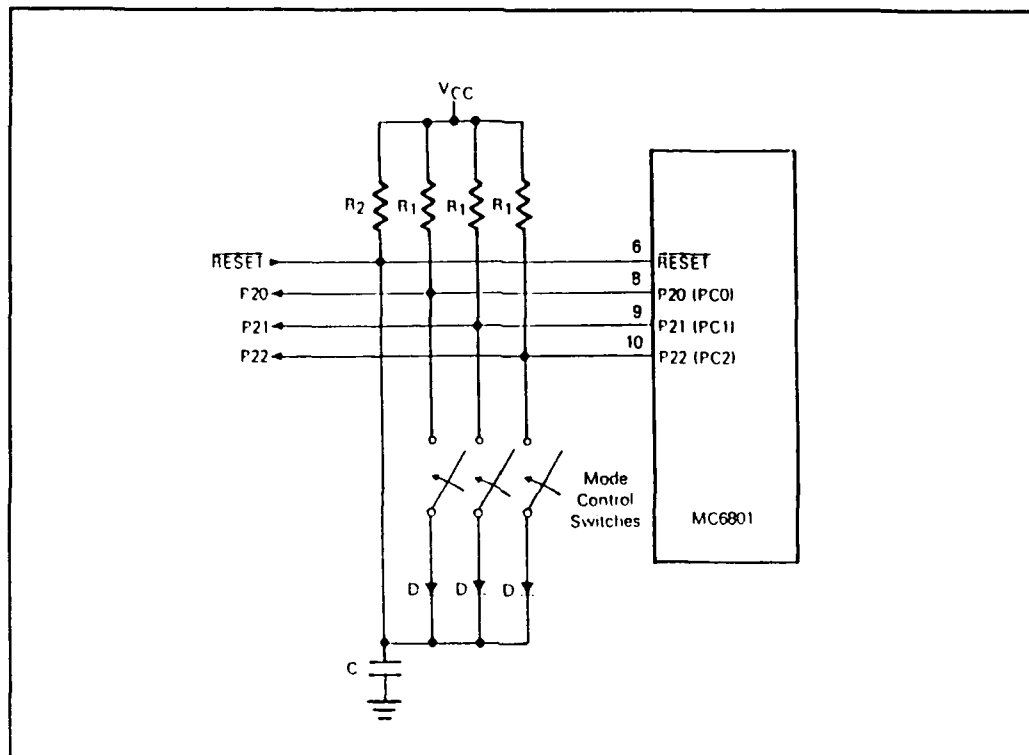 VCC
R2 R1 R1 R1
RESET 6 RESET
P20 8 P20 (PC0)
P21 9 P21 (PC1)
P22 10 P22 (PC2)
Mode
Control
Switches
MC6801
D D D
C